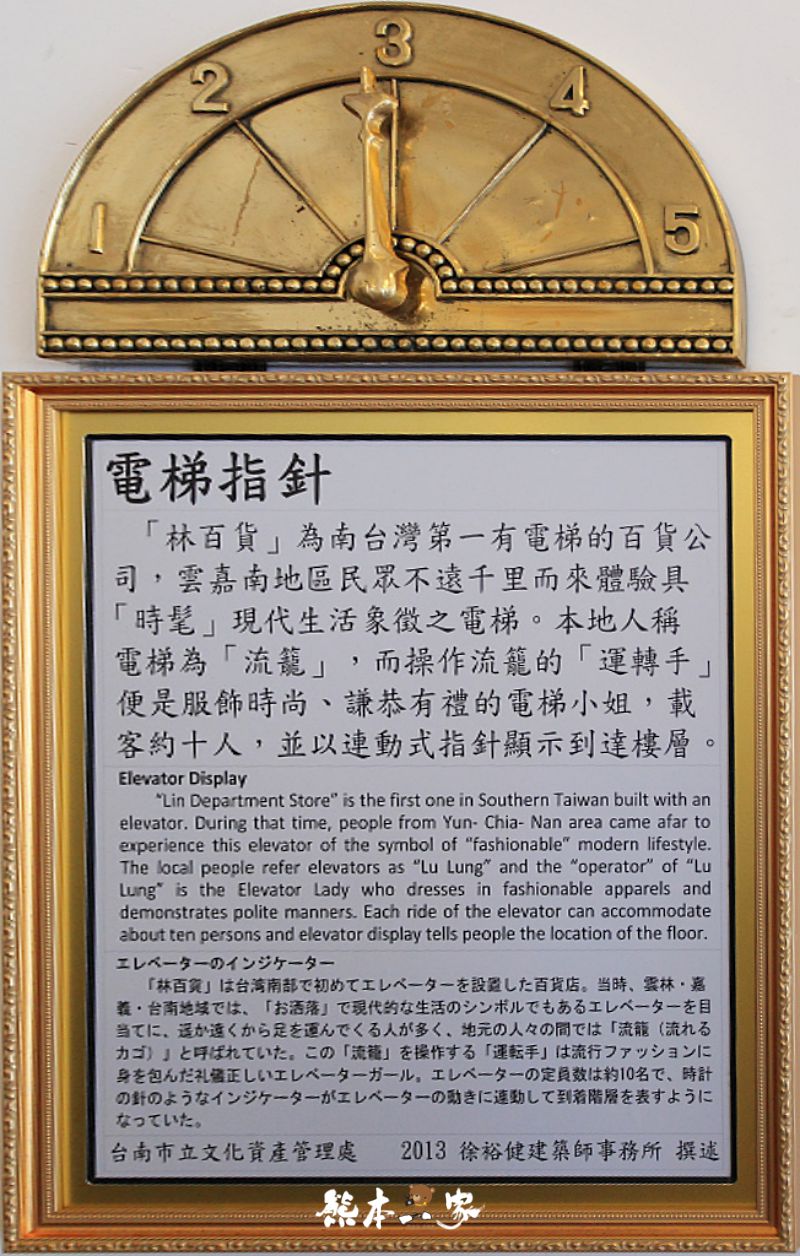 1 2 3 4 5
電梯指針
「林百貨」為南台灣第一有電梯的百貨公
司，雲嘉南地區民眾不遠千里而來體驗具
「時髦」現代生活象徵之電梯。本地人稱
電梯為「流籠」，而操作流籠的「運轉手」
便是服飾時尚、謙恭有禮的電梯小姐，載
客約十人，並以連動式指針顯示到達樓層。
Elevator Display
“Lin Department Store” is the first one in Southern Taiwan built with an
elevator. During that time, people from Yun- Chia- Nan area came afar to
experience this elevator of the symbol of “fashionable” modern lifestyle.
The local people refer elevators as “Lu Lung” and the “operator” of “Lu
Lung” is the Elevator Lady who dresses in fashionable apparels and
demonstrates polite manners. Each ride of the elevator can accommodate
about ten persons and elevator display tells people the location of the floor.
エレベーターのインジケーター
「林百貨」は台湾南部で初めてエレベーターを設置した百貨店。当時、雲林・嘉
義・台南地域では、「お洒落」で現代的な生活のシンボルでもあるエレベーターを目
当てに、遥か遠くから足を運んでくる人が多く、地元の人々の間では「流籠（流れる
カゴ）」と呼ばれていた。この「流籠」を操作する「運転手」は流行ファッションに
身を包んだ礼儀正しいエレベーターガール。エレベーターの定員数は約10名で、時計
の針のようなインジケーターがエレベーターの動きに連動して到着階層を表すように
なっていた。
台南市立文化資產管理處 2013 徐裕健建築師事務所 撰述
熊本一家